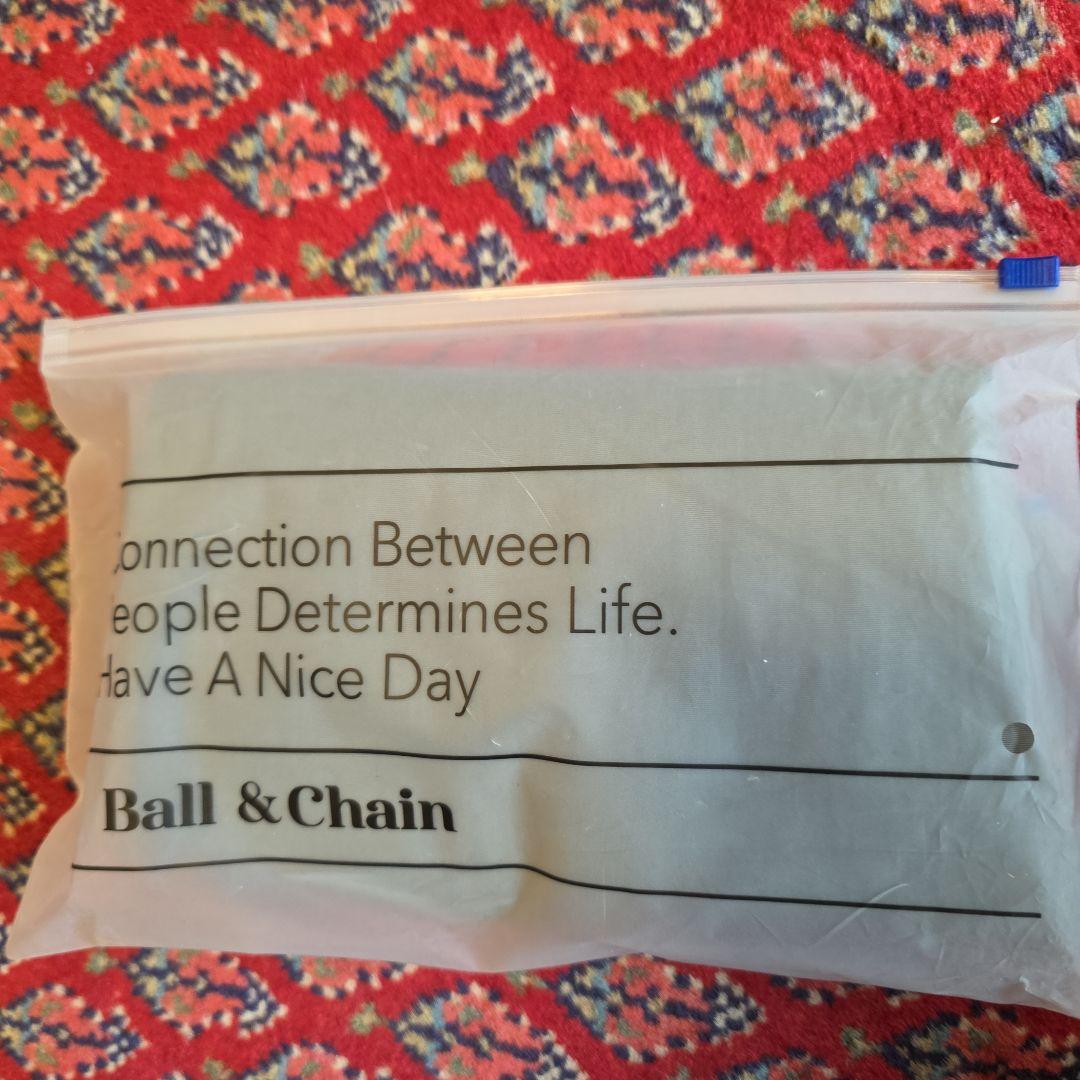 Connection Between
People Determines Life.
Have A Nice Day
Ball & Chain